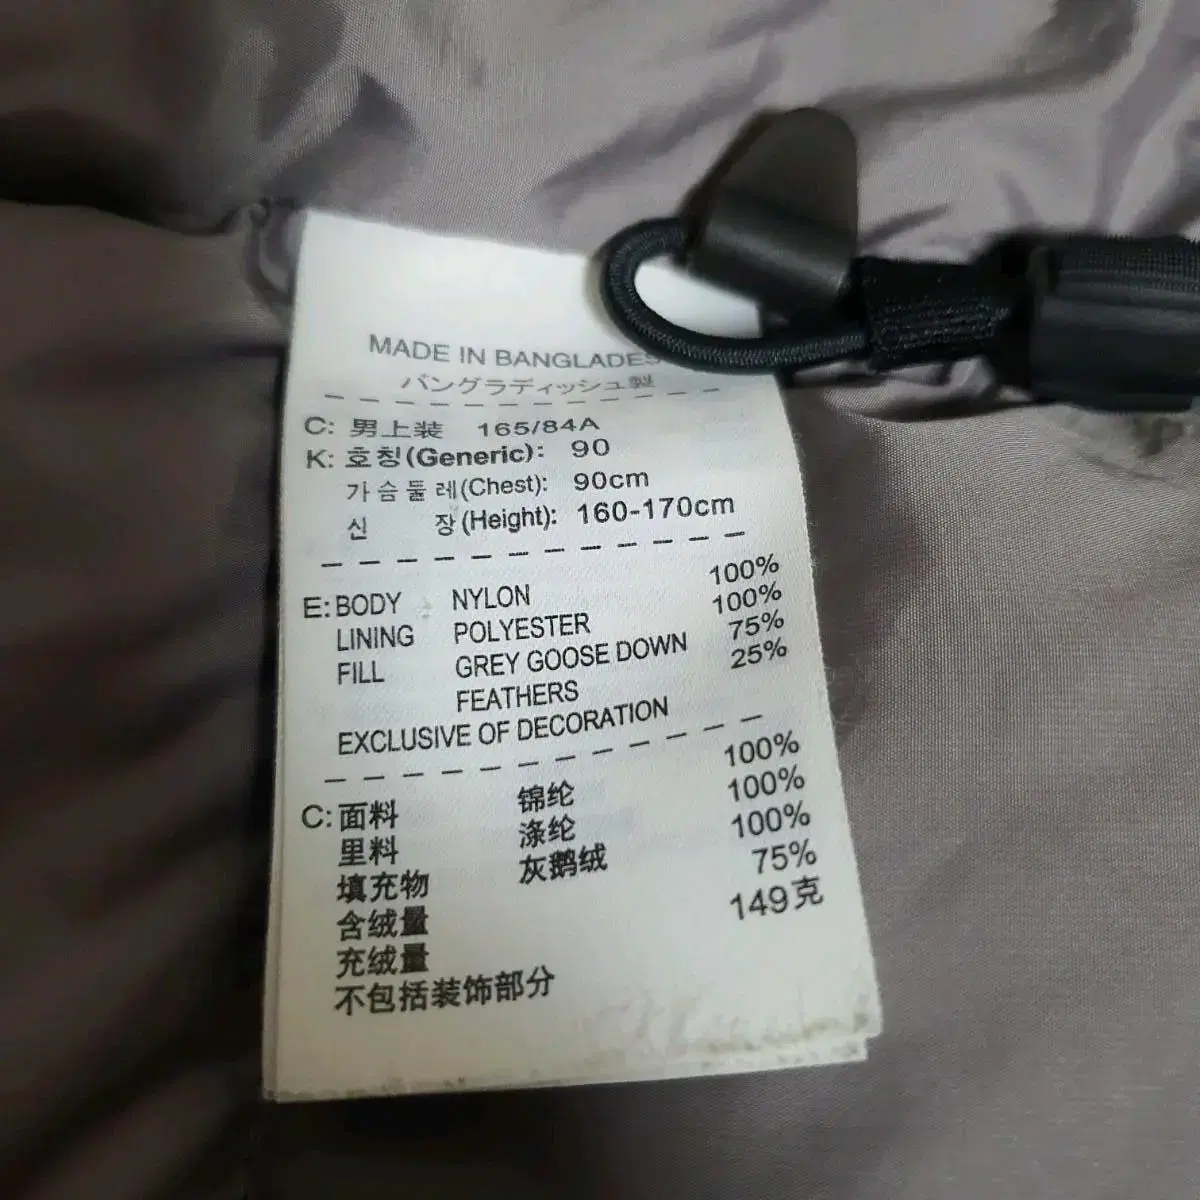 MADE IN BANGLADES
バングラディッシュ製
C: 男上装 165/84A
K: 호칭(Generic): 90
가슴둘레(Chest): 90cm
신 장(Height): 160-170cm
E: BODY NYLON 100%
LINING POLYESTER 100%
FILL GREY GOOSE DOWN 75%
FEATHERS 25%
EXCLUSIVE OF DECORATION
C: 面料 锦纶 100%
里料 涤纶 100%
填充物 灰鹅绒 100%
含绒量 75%
充绒量 149克
不包括装饰部分